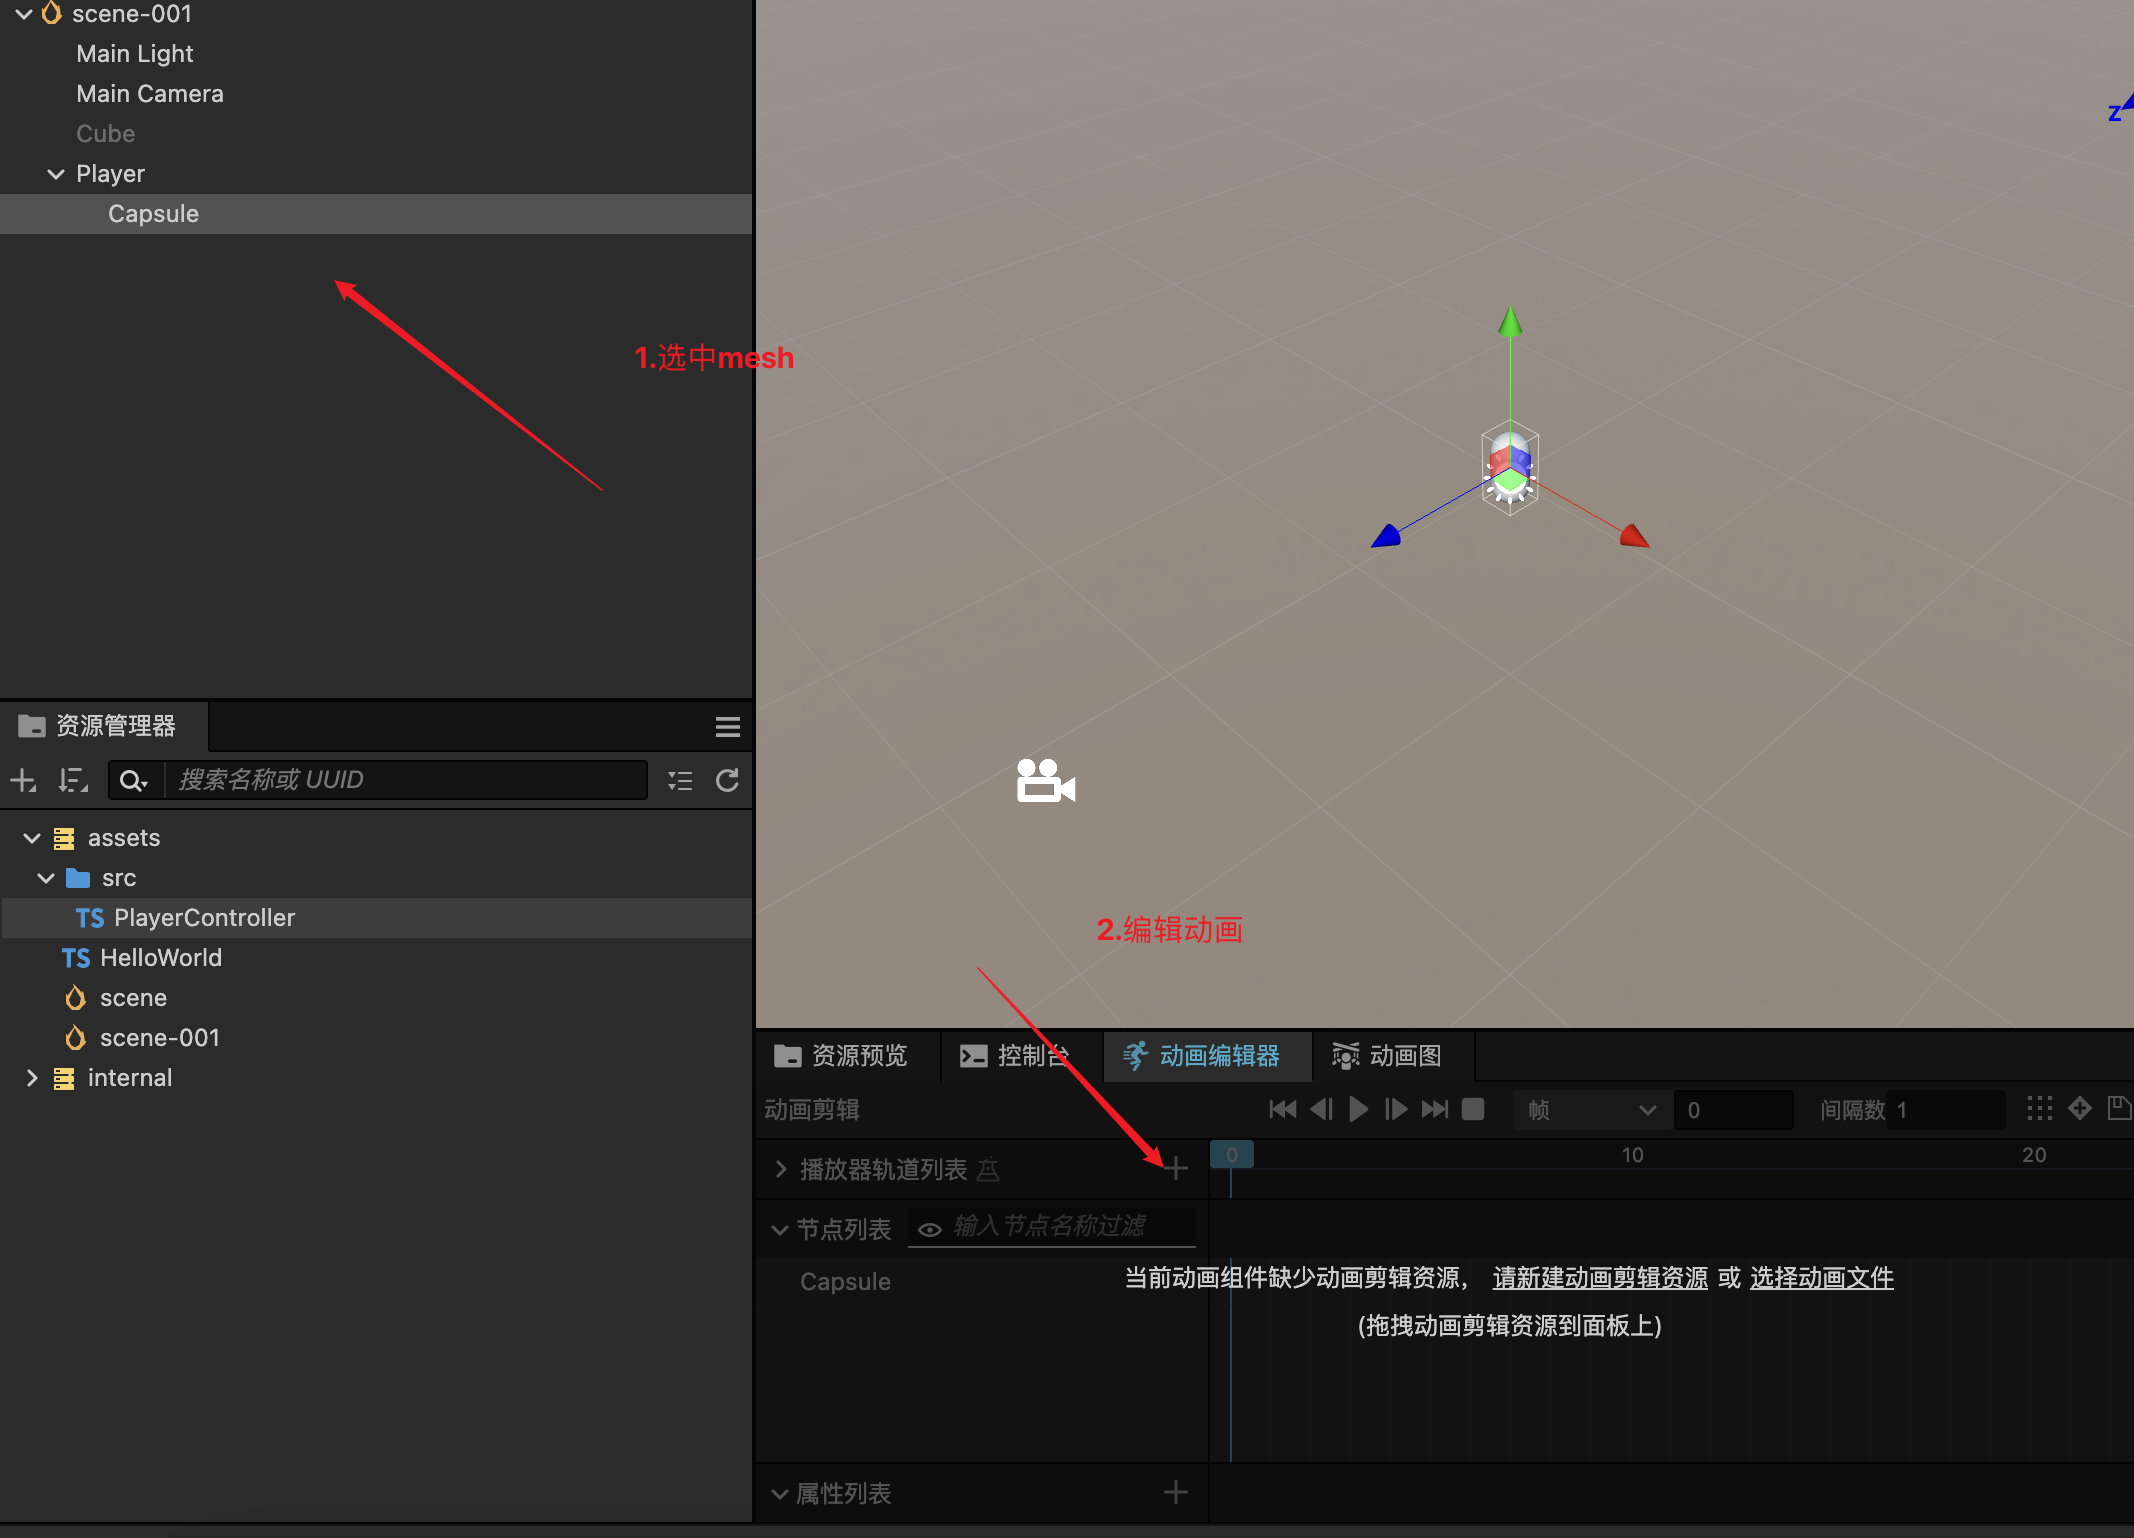 scene-001
Main Light
Main Camera
Cube
Player
Capsule
1.选中mesh
z
资源管理器
搜索名称或 UUID
assets
src
TS PlayerController
TS HelloWorld
scene
scene-001
internal
2.编辑动画
资源预览
控制台
动画编辑器
动画图
动画剪辑
帧
0
间隔数 1
播放器轨道列表
0
10
20
节点列表
输入节点名称过滤
Capsule
当前动画组件缺少动画剪辑资源， 请新建动画剪辑资源 或 选择动画文件
(拖拽动画剪辑资源到面板上)
属性列表